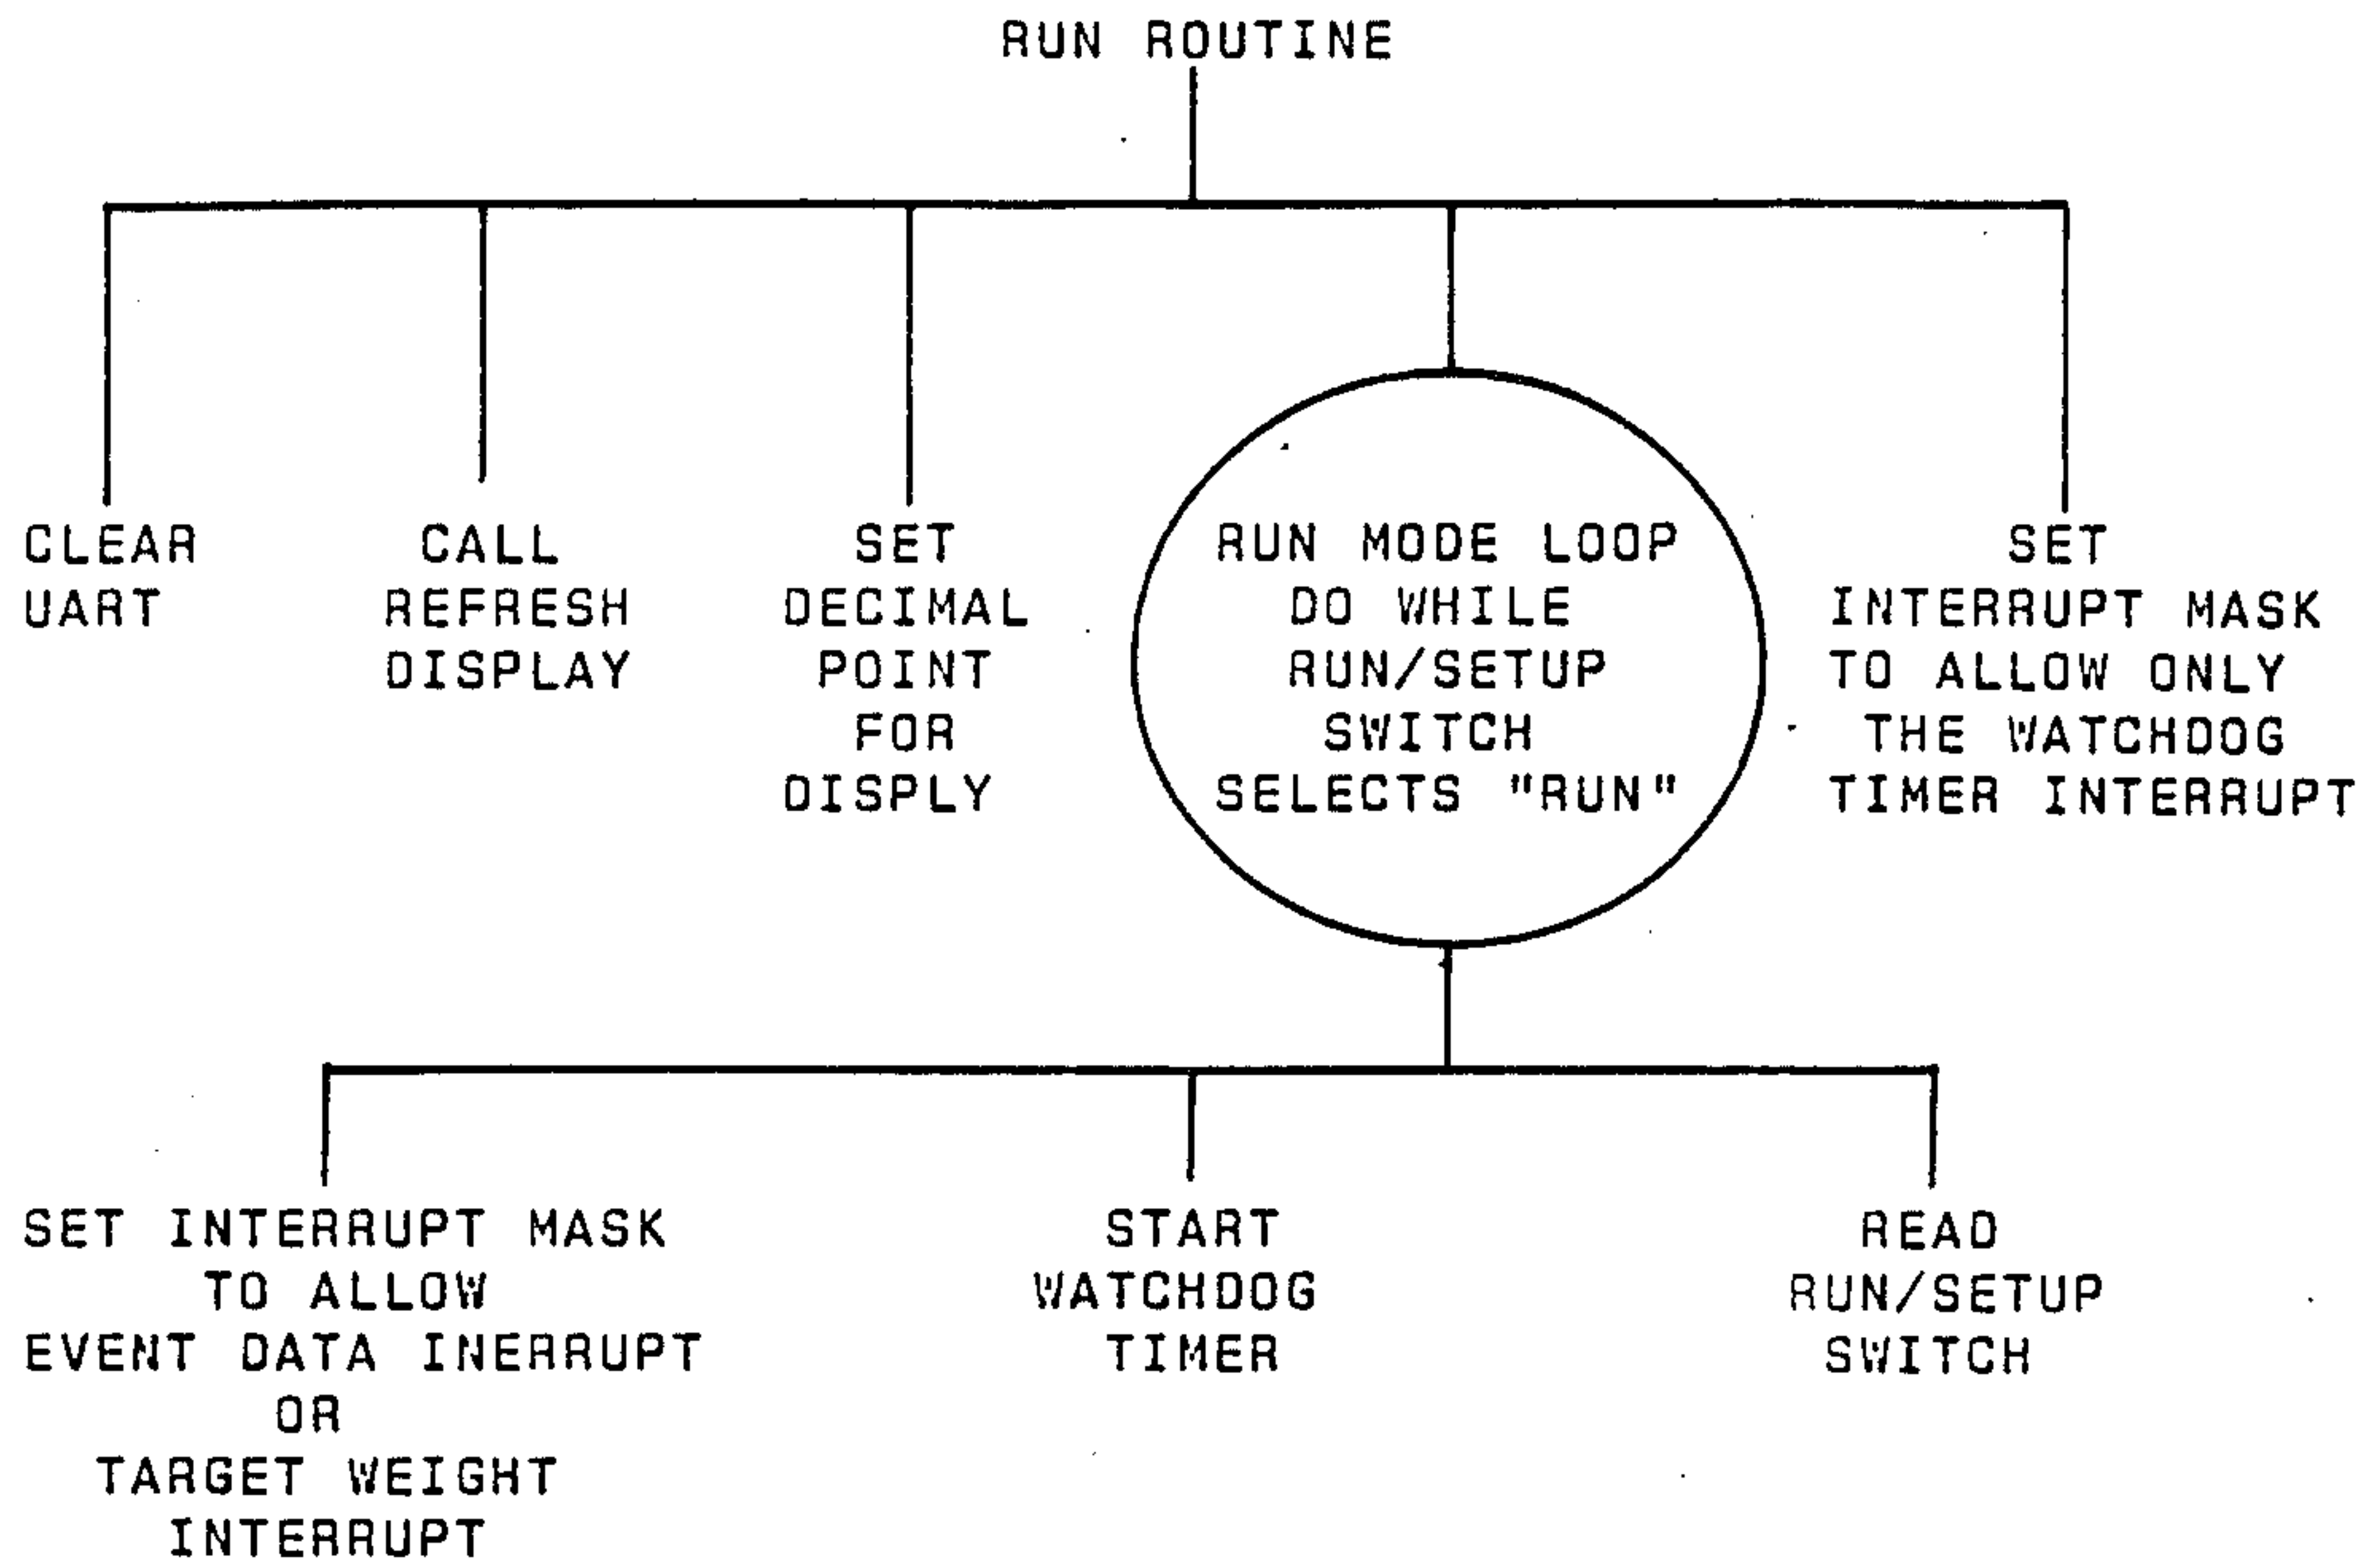 RUN ROUTINE
CLEAR
UART
CALL
REFRESH
DISPLAY
SET
DECIMAL
POINT
FOR
DISPLY
RUN MODE LOOP
DO WHILE
RUN/SETUP
SWITCH
SELECTS "RUN"
SET
INTERRUPT MASK
TO ALLOW ONLY
THE WATCHDOG
TIMER INTERRUPT
SET INTERRUPT MASK
TO ALLOW
EVENT DATA INERRUPT
OR
TARGET WEIGHT
INTERRUPT
START
WATCHDOG
TIMER
READ
RUN/SETUP
SWITCH